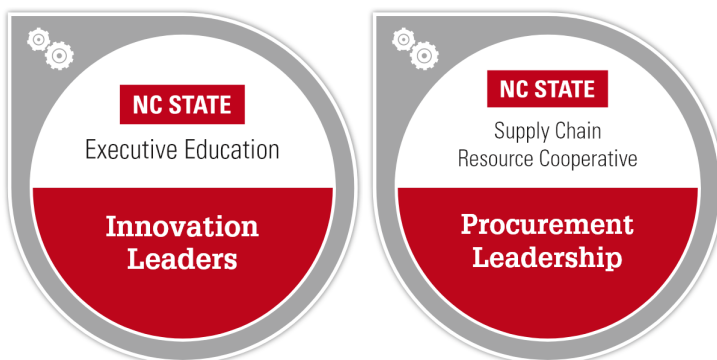 NC STATE
Executive Education
Innovation
Leaders
NC STATE
Supply Chain
Resource Cooperative
Procurement
Leadership